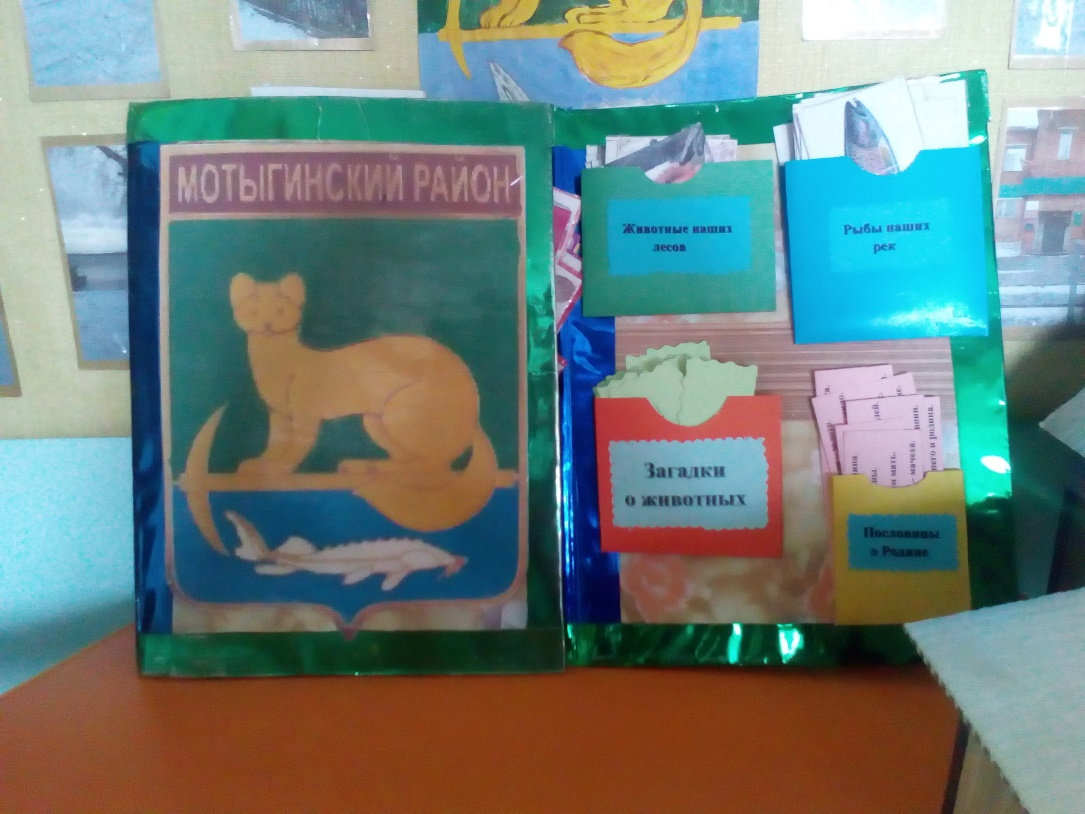 МОТЫГИНСКИЙ РАЙОН
Животные наших
лесов
Рыбы наших
рек
Загадки
о животных
Пословицы
о Родине